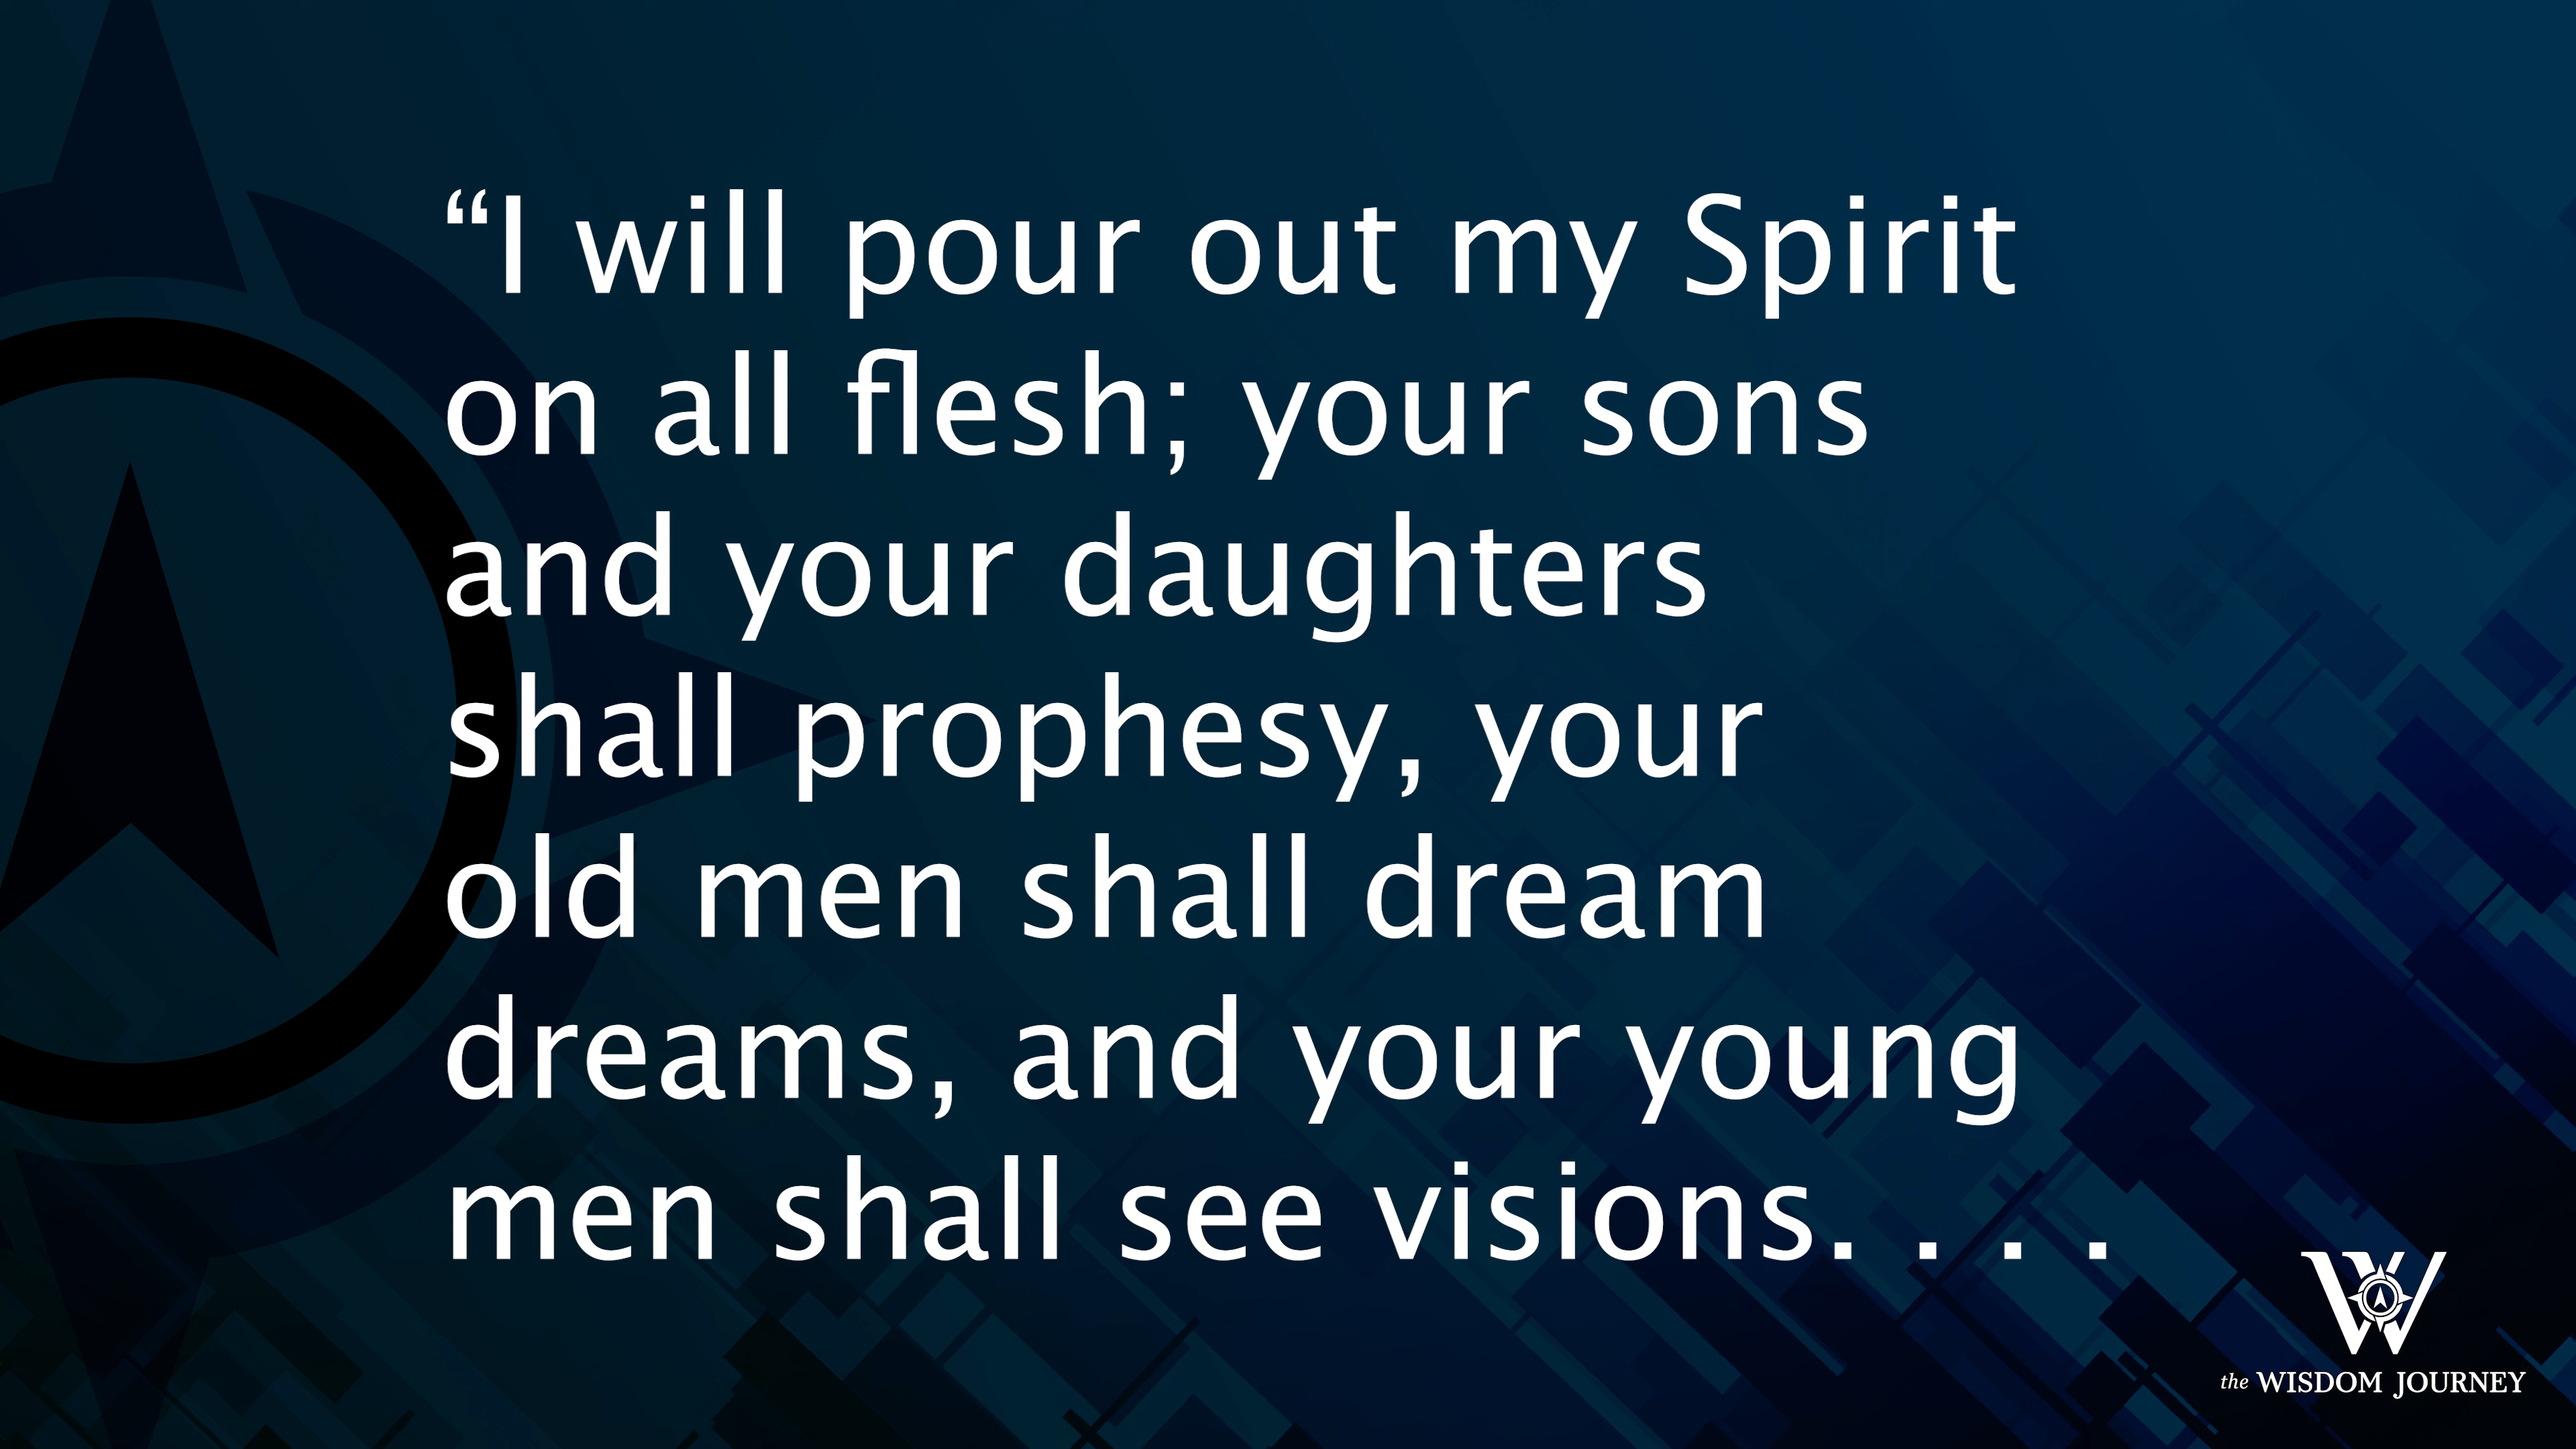 “I will pour out my Spirit
on all flesh; your sons
and your daughters
shall prophesy, your
old men shall dream
dreams, and your young
men shall see visions. . . .
W
the WISDOM JOURNEY